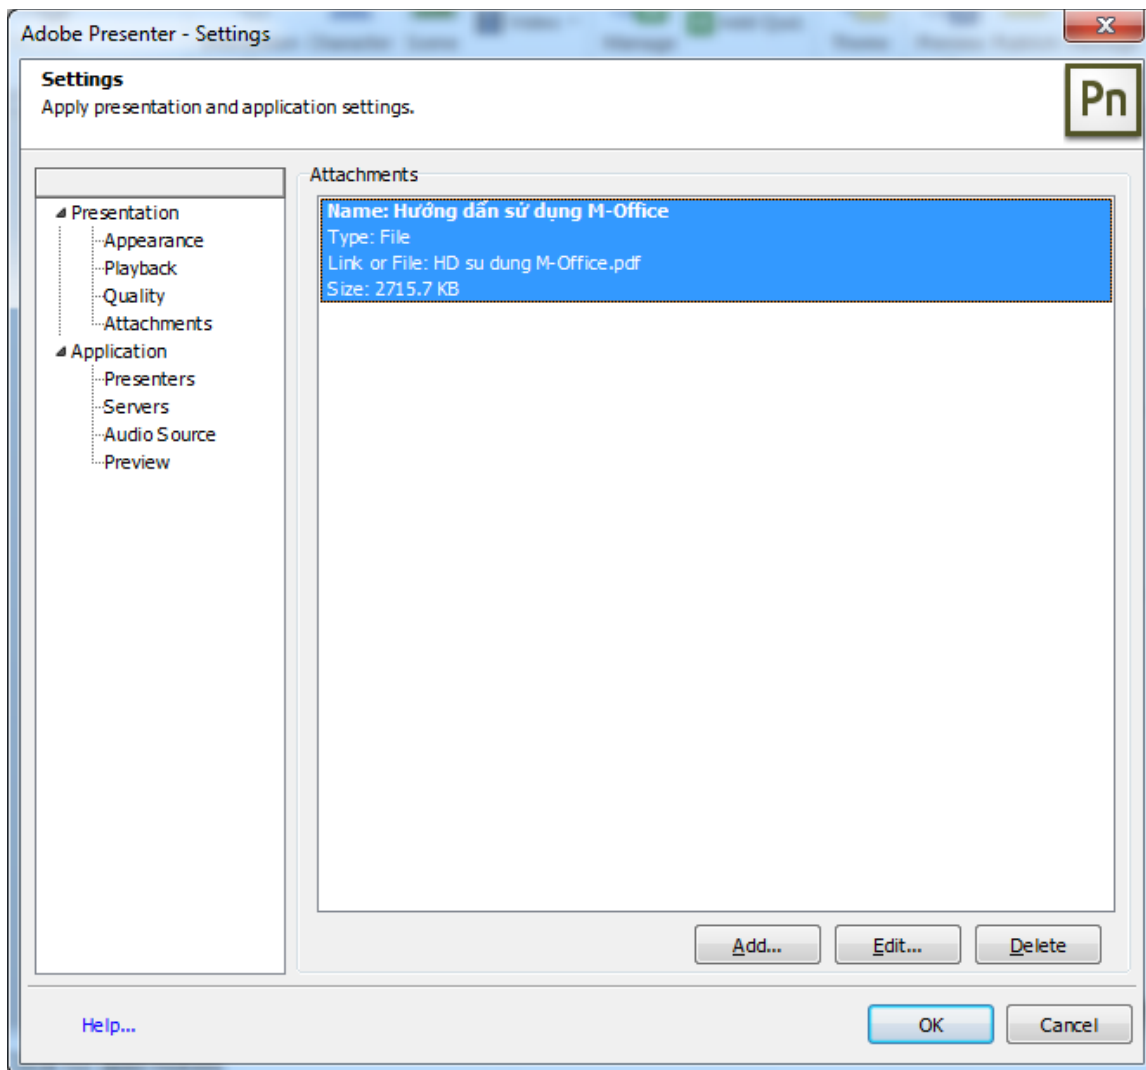 Adobe Presenter - Settings
Settings
Apply presentation and application settings.
Pn
Attachments
Presentation
Appearance
Playback
Quality
Attachments
Application
Presenters
Servers
Audio Source
Preview
Name: Hướng dẫn sử dụng M-Office
Type: File
Link or File: HD su dung M-Office.pdf
Size: 2715.7 KB
Add...
Edit...
Delete
Help...
OK
Cancel